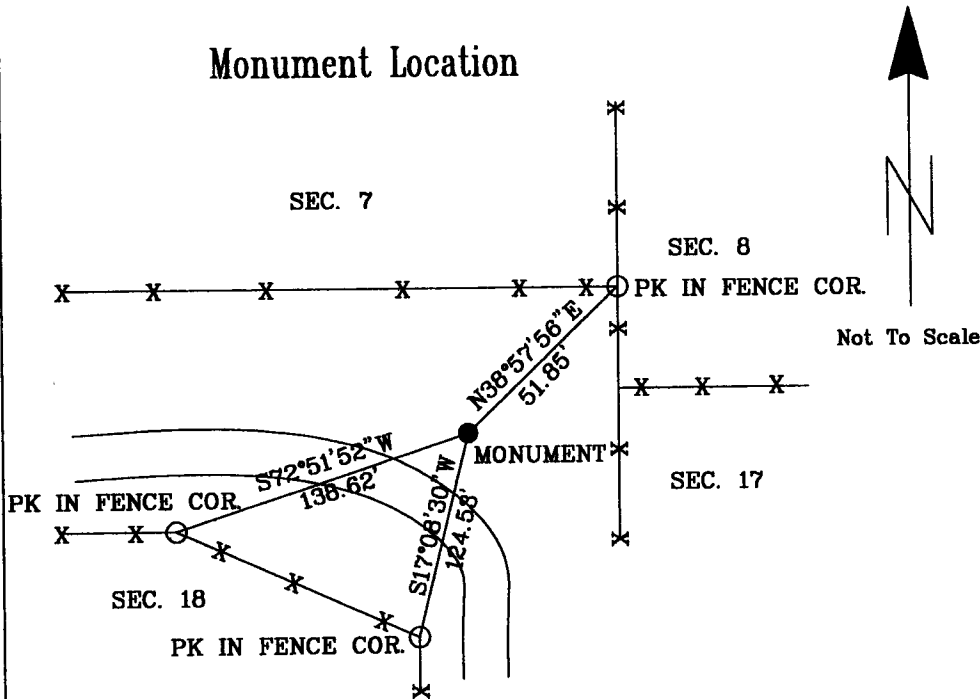 Monument Location
SEC. 7
N
SEC. 8
PK IN FENCE COR.
Not To Scale
N38°57'56"E
51.85'
MONUMENT
S72°51'52"W
138.62'
SEC. 17
PK IN FENCE COR.
S17°08'30"W
124.58'
SEC. 18
PK IN FENCE COR.